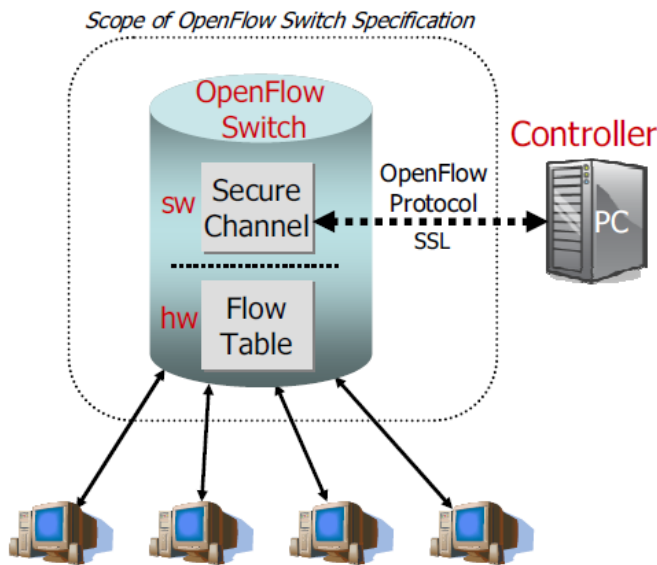 Scope of OpenFlow Switch Specification
OpenFlow
Switch
Controller
sw
Secure
Channel
OpenFlow
Protocol
SSL
PC
hw
Flow
Table